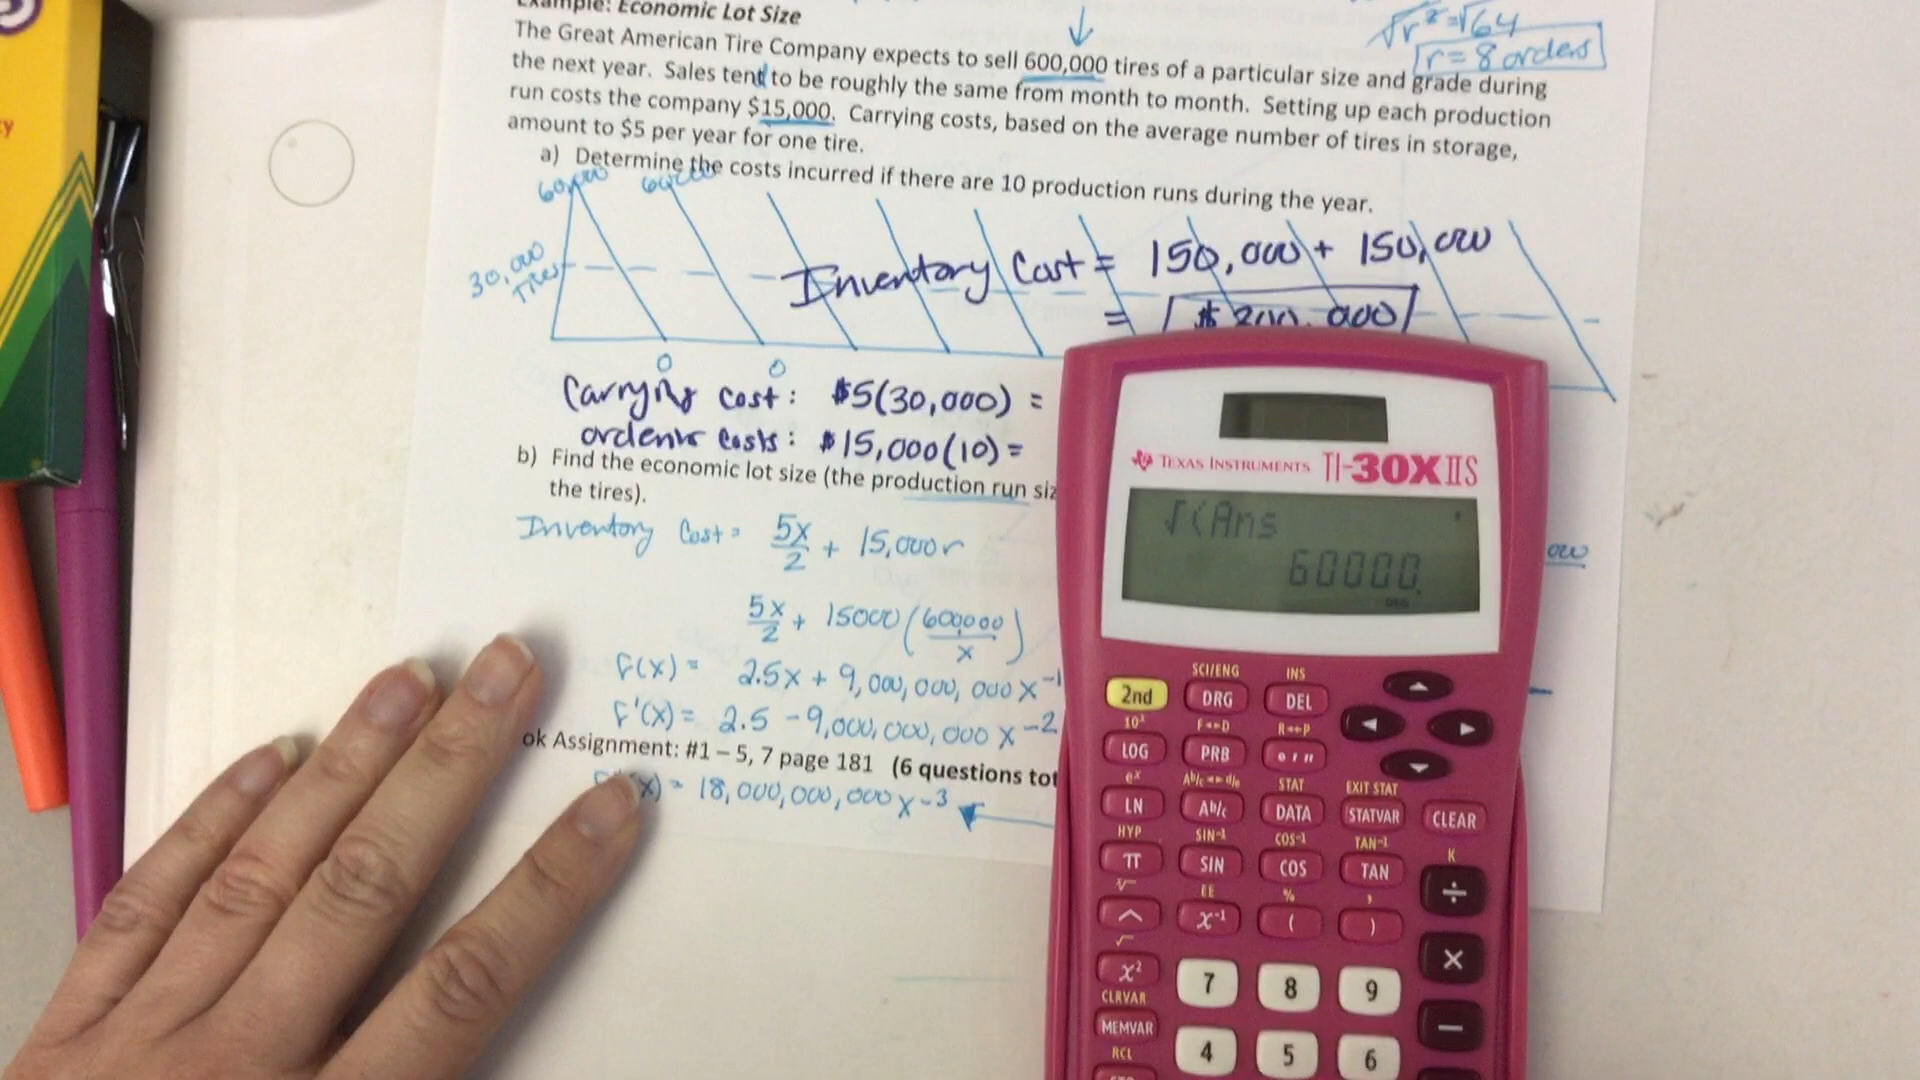 Example: Economic Lot Size
√r² = √64
r = 8 orders
The Great American Tire Company expects to sell 600,000 tires of a particular size and grade during
the next year. Sales tend to be roughly the same from month to month. Setting up each production
run costs the company $15,000. Carrying costs, based on the average number of tires in storage,
amount to $5 per year for one tire.
a) Determine the costs incurred if there are 10 production runs during the year.
60,000
30,000
Tires
Inventory Cost = 150,000 + 150,000
=
0 0
Carrying cost: $5(30,000) =
costs: $15,000(10) =
b) Find the economic lot size (the production run
the tires).
Inventory Cost = 5x/2 + 15,000r
5x/2 + 15000(600,000/x)
F(x) = 2.5x + 9,000,000,000x⁻¹
F'(x) = 2.5 - 9,000,000,000x⁻²
ok Assignment: #1 – 5, 7 page 181 (6 questions
x) = 18,000,000,000x⁻³
TEXAS INSTRUMENTS TI-30X IIS
√(Ans
60000.
DEG
SCI/ENG INS
2nd DRG DEL
10ˣ F◄►D R◄►P
LOG PRB ° ' "
eˣ Ab/c◄►d/e STAT EXIT STAT
LN Ab/c DATA STATVAR CLEAR
HYP SIN⁻¹ COS⁻¹ TAN⁻¹ K
π SIN COS TAN ÷
ˣ√ EE % ,
^ x⁻¹ ( ) ×
√
x² 7 8 9 −
CLRVAR
MEMVAR 4 5 6
RCL